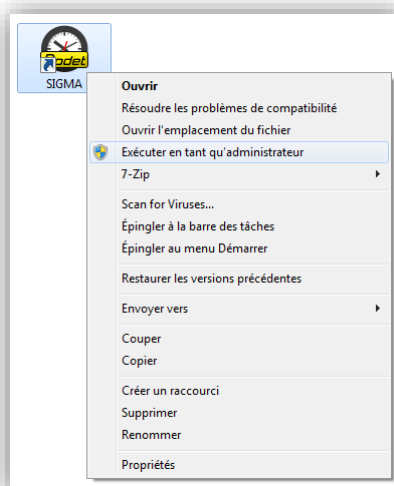 Bodet
SIGMA
Ouvrir
Résoudre les problèmes de compatibilité
Ouvrir l'emplacement du fichier
Exécuter en tant qu'administrateur
7-Zip
Scan for Viruses...
Épingler à la barre des tâches
Épingler au menu Démarrer
Restaurer les versions précédentes
Envoyer vers
Couper
Copier
Créer un raccourci
Supprimer
Renommer
Propriétés